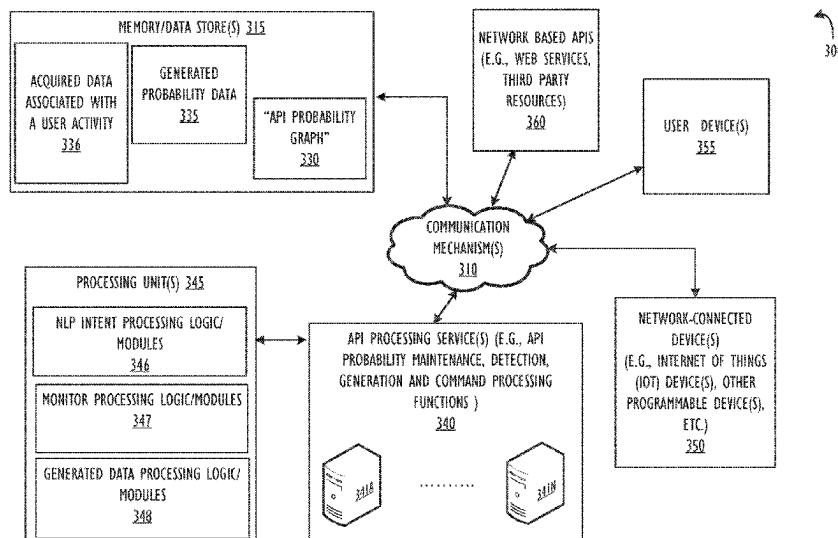 MEMORY/DATA STORE(S) 315
ACQUIRED DATA
ASSOCIATED WITH
A USER ACTIVITY
336
GENERATED
PROBABILITY DATA
335
“API PROBABILITY
GRAPH”
330
NETWORK BASED APIS
(E.G., WEB SERVICES,
THIRD PARTY
RESOURCES)
360
USER DEVICE(S)
355
30
COMMUNICATION
MECHANISM(S)
310
PROCESSING UNIT(S) 345
NLP INTENT PROCESSING LOGIC/
MODULES
346
MONITOR PROCESSING LOGIC/MODULES
347
GENERATED DATA PROCESSING LOGIC/
MODULES
348
API PROCESSING SERVICE(S) (E.G., API
PROBABILITY MAINTENANCE, DETECTION,
GENERATION AND COMMAND PROCESSING
FUNCTIONS )
340
341A
..........
341N
NETWORK-CONNECTED
DEVICE(S)
(E.G., INTERNET OF THINGS
(IOT) DEVICE(S), OTHER
PROGRAMMABLE DEVICE(S),
ETC.)
350